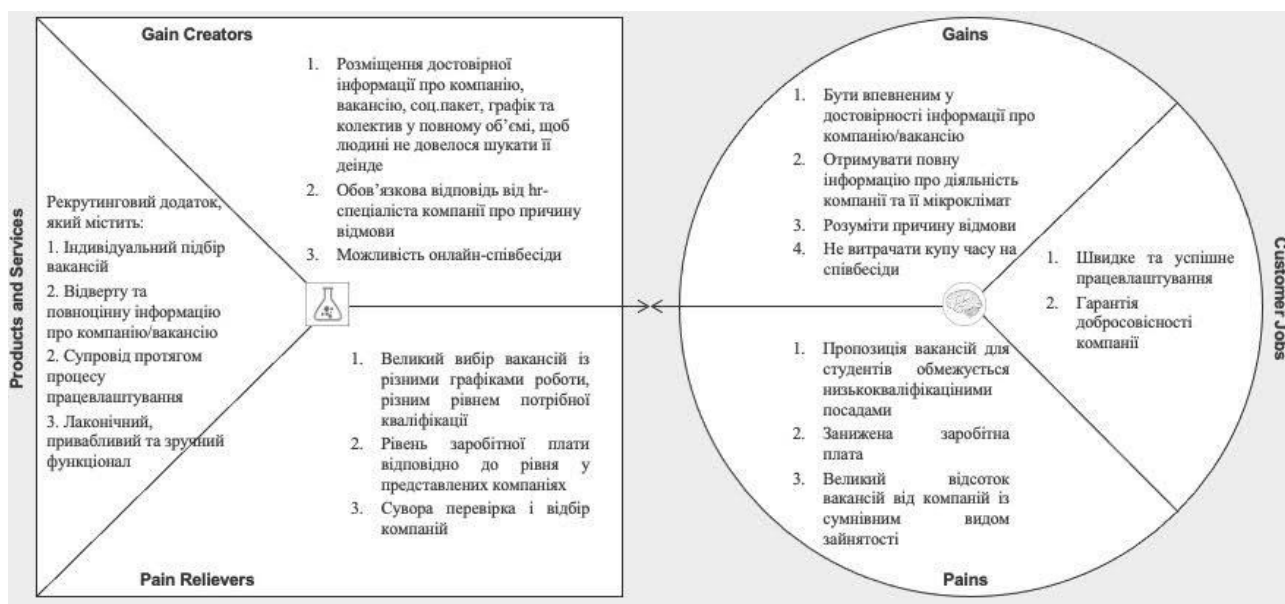 Gain Creators
1. Розміщення достовірної
інформації про компанію,
вакансію, соц.пакет, графік та
колектив у повному об’ємі, щоб
людині не довелося шукати її
деінде
2. Обов’язкова відповідь від hr-
спеціаліста компанії про причину
відмови
3. Можливість онлайн-співбесіди
Products and Services
Рекрутинговий додаток,
який містить:
1. Індивідуальний підбір
вакансій
2. Відверту та
повноцінну інформацію
про компанію/вакансію
2. Супровід протягом
процесу
працевлаштування
3. Лаконічний,
привабливий та зручний
функціонал
1. Великий вибір вакансій із
різними графіками роботи,
різним рівнем потрібної
кваліфікації
2. Рівень заробітної плати
відповідно до рівня у
представлених компаніях
3. Сувора перевірка і відбір
компаній
Pain Relievers
Gains
1. Бути впевненим у
достовірності інформації про
компанію/вакансію
2. Отримувати повну
інформацію про діяльність
компанії та її мікроклімат
3. Розуміти причину відмови
4. Не витрачати купу часу на
співбесіди
1. Швидке та успішне
працевлаштування
2. Гарантія
добросовісності
компанії
Customer Jobs
1. Пропозиція вакансій для
студентів обмежується
низькокваліфікаціними
посадами
2. Занижена заробітна
плата
3. Великий відсоток
вакансій від компаній із
сумнівним видом
зайнятості
Pains